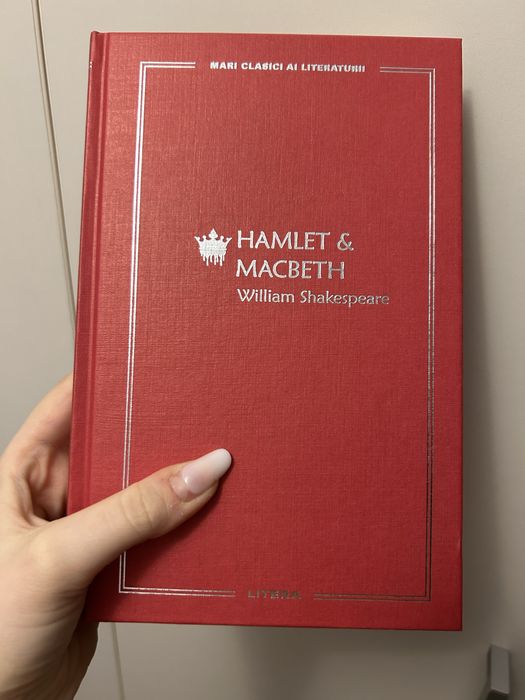 MARI CLASICI AI LITERATURII
HAMLET &
MACBETH
William Shakespeare
LITERA